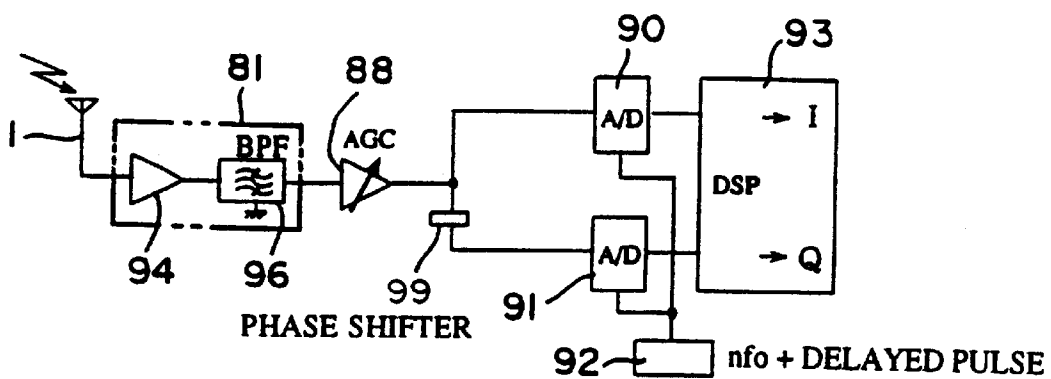 90
93
81
88
A/D
I
1
BPF
AGC
DSP
94
96
99
A/D
Q
91
PHASE SHIFTER
92
nfo + DELAYED PULSE